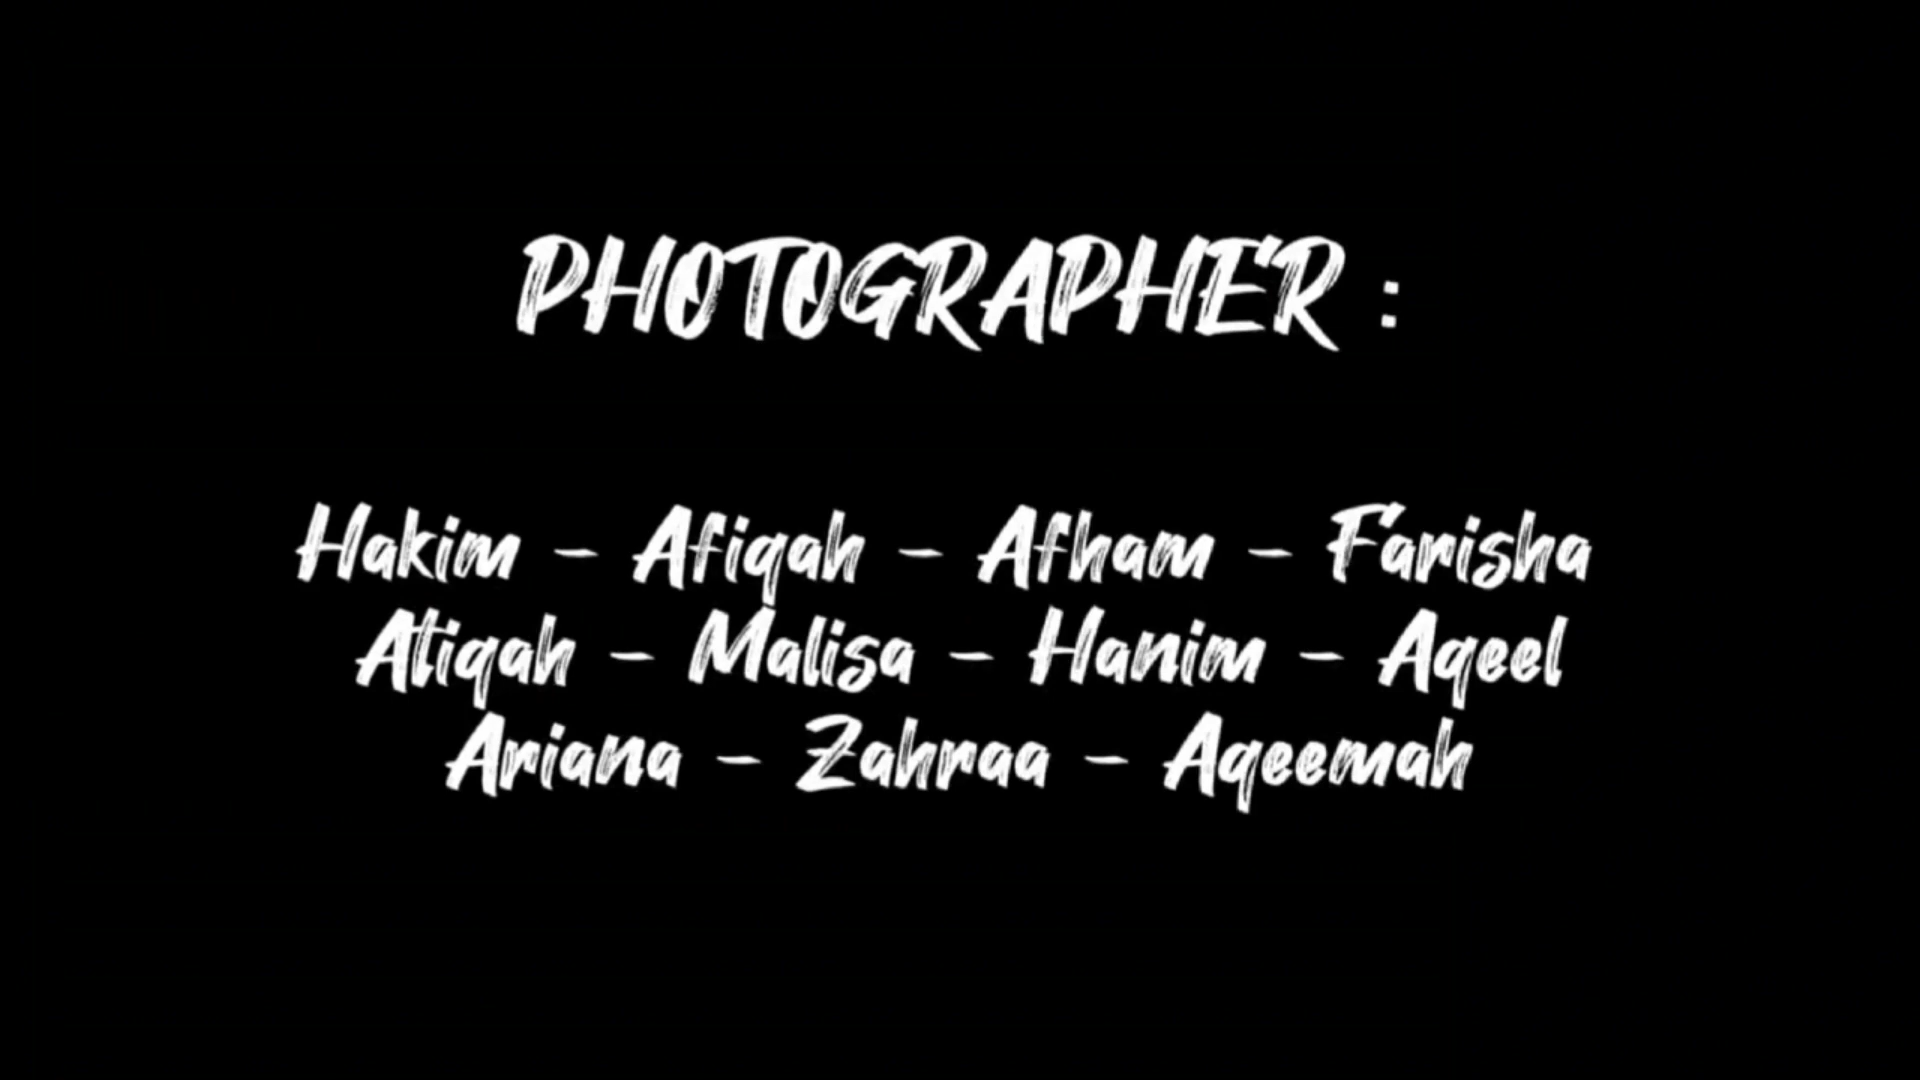 PHOTOGRAPHER :
Hakim - Afiqah - Afham - Farisha
Atiqah - Malisa - Hanim - Aqeel
Ariana - Zahraa - Aqeemah